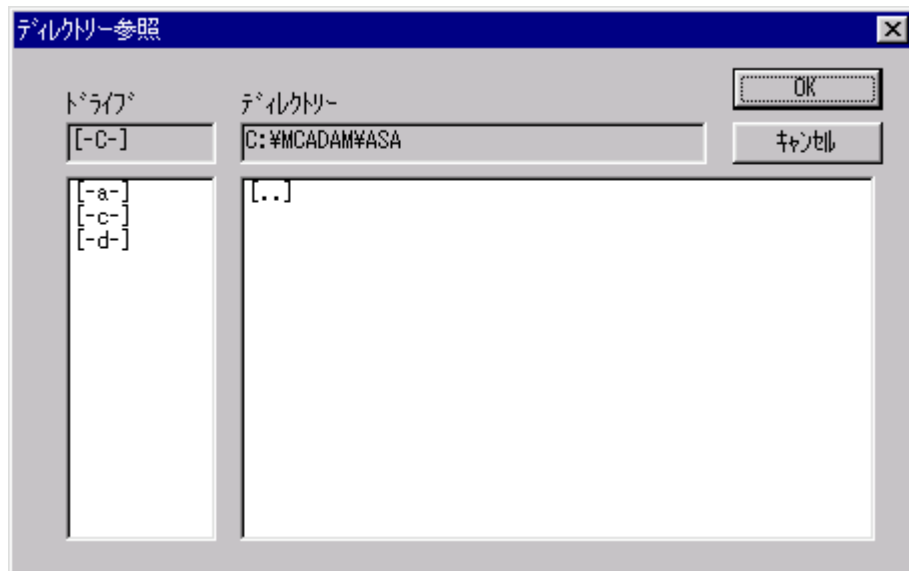 ディレクトリー参照
ドライブ
ディレクトリー
OK
[-C-]
C:¥MCADAM¥ASA
キャンセル
[-a-]
[-c-]
[-d-]
[..]